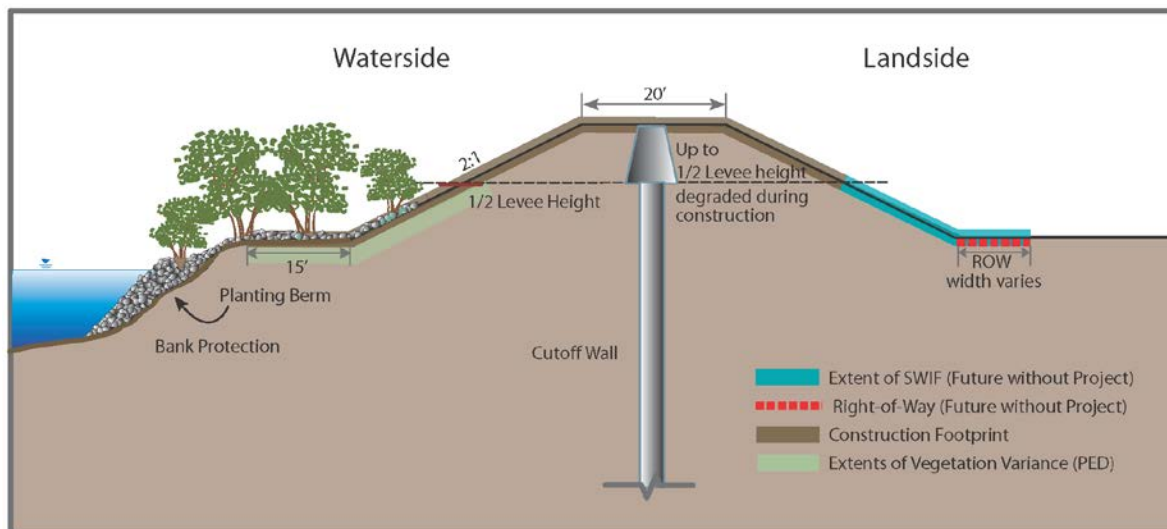 Waterside
Landside
20'
2:1
Up to
1/2 Levee height
degraded during
construction
1/2 Levee Height
15'
Planting Berm
Bank Protection
ROW
width varies
Cutoff Wall
Extent of SWIF (Future without Project)
Right-of-Way (Future without Project)
Construction Footprint
Extents of Vegetation Variance (PED)